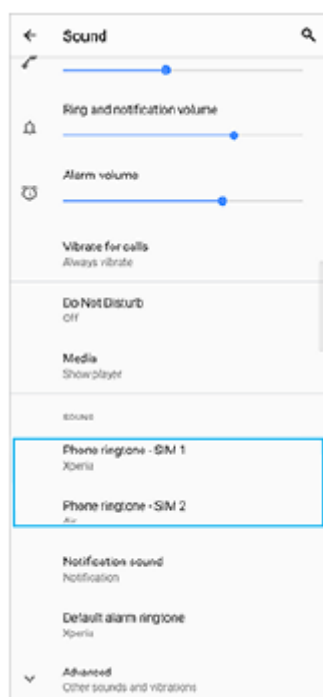 Sound
Ring and notification volume
Alarm volume
Vibrate for calls
Always vibrate
Do Not Disturb
Off
Media
Show player
SOUND
Phone ringtone - SIM 1
Xperia
Phone ringtone - SIM 2
Air
Notification sound
Notification
Default alarm ringtone
Xperia
Advanced
Other sounds and vibrations